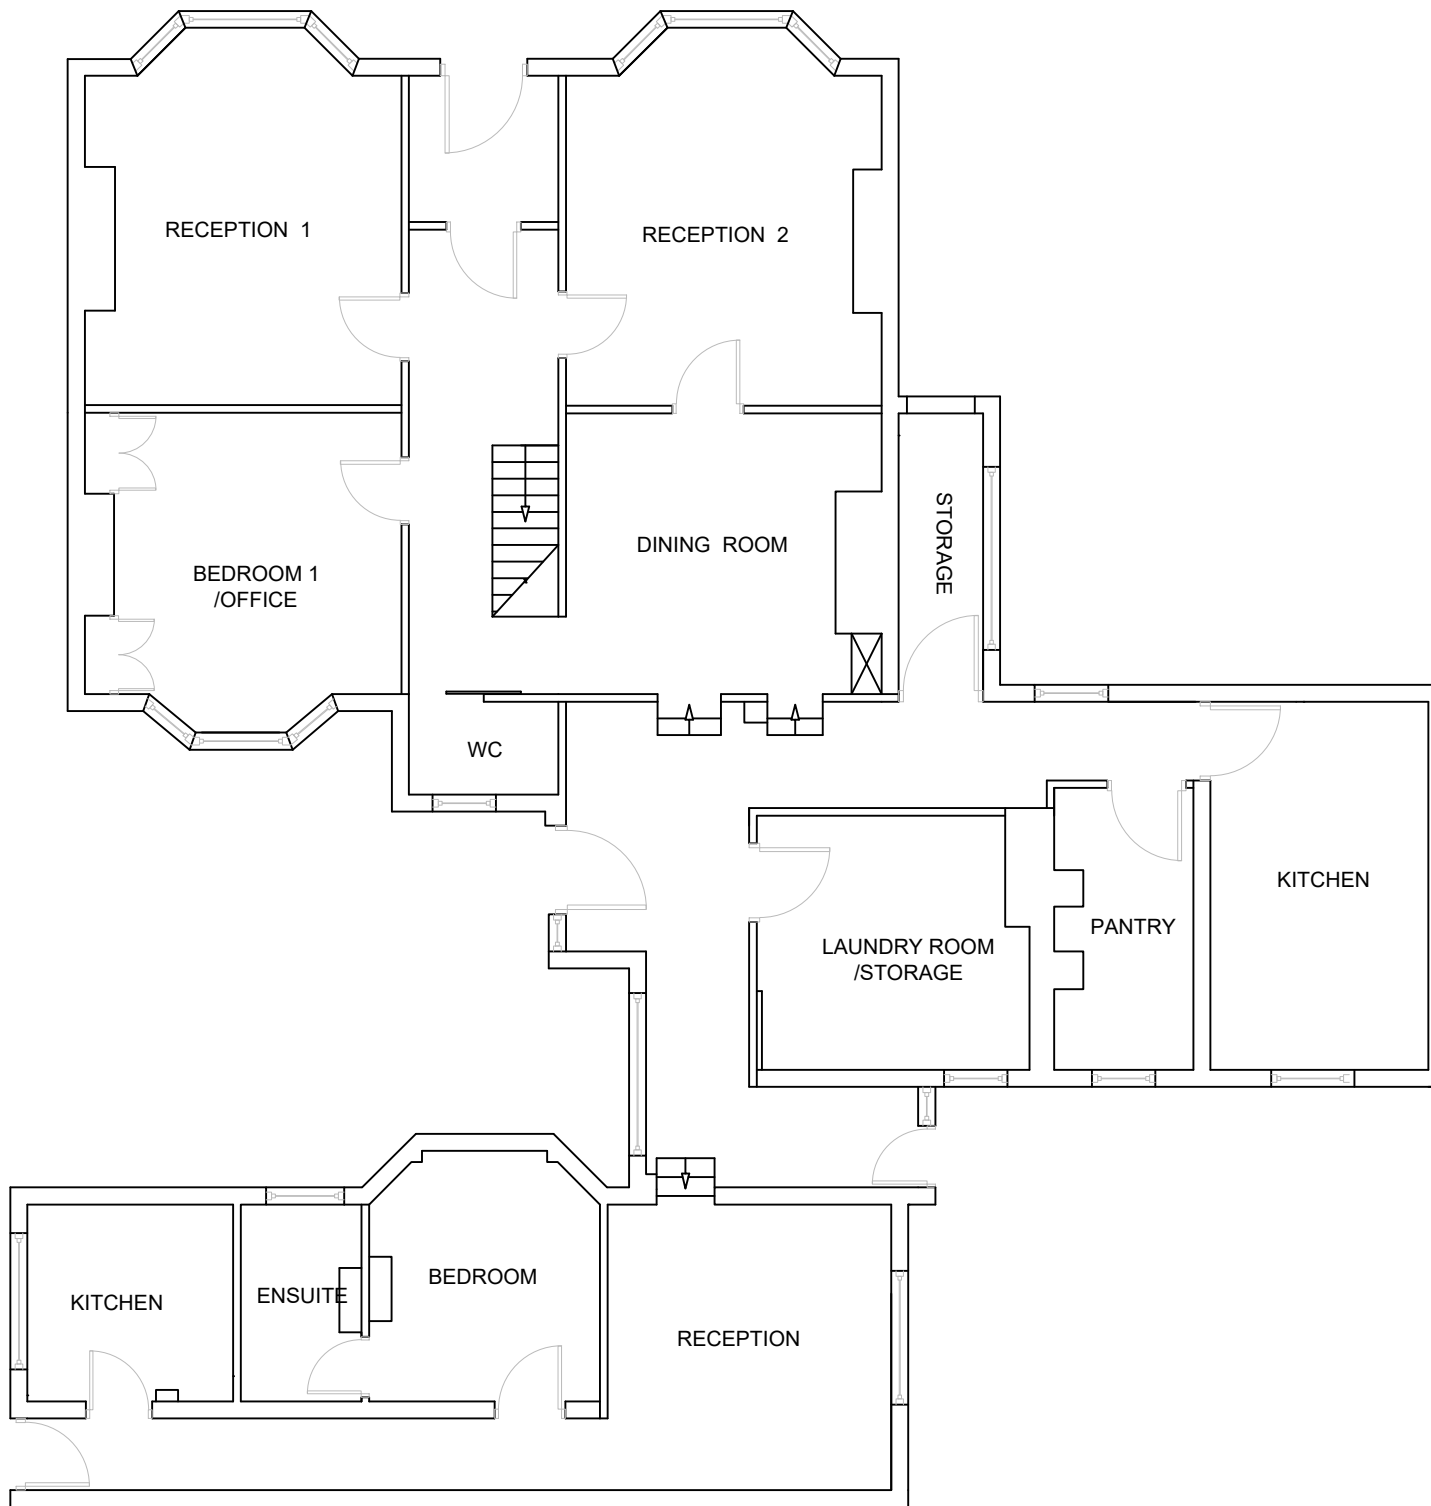 RECEPTION 1
RECEPTION 2
STORAGE
DINING ROOM
BEDROOM 1
/OFFICE
WC
KITCHEN
PANTRY
LAUNDRY ROOM
/STORAGE
BEDROOM
ENSUITE
KITCHEN
RECEPTION